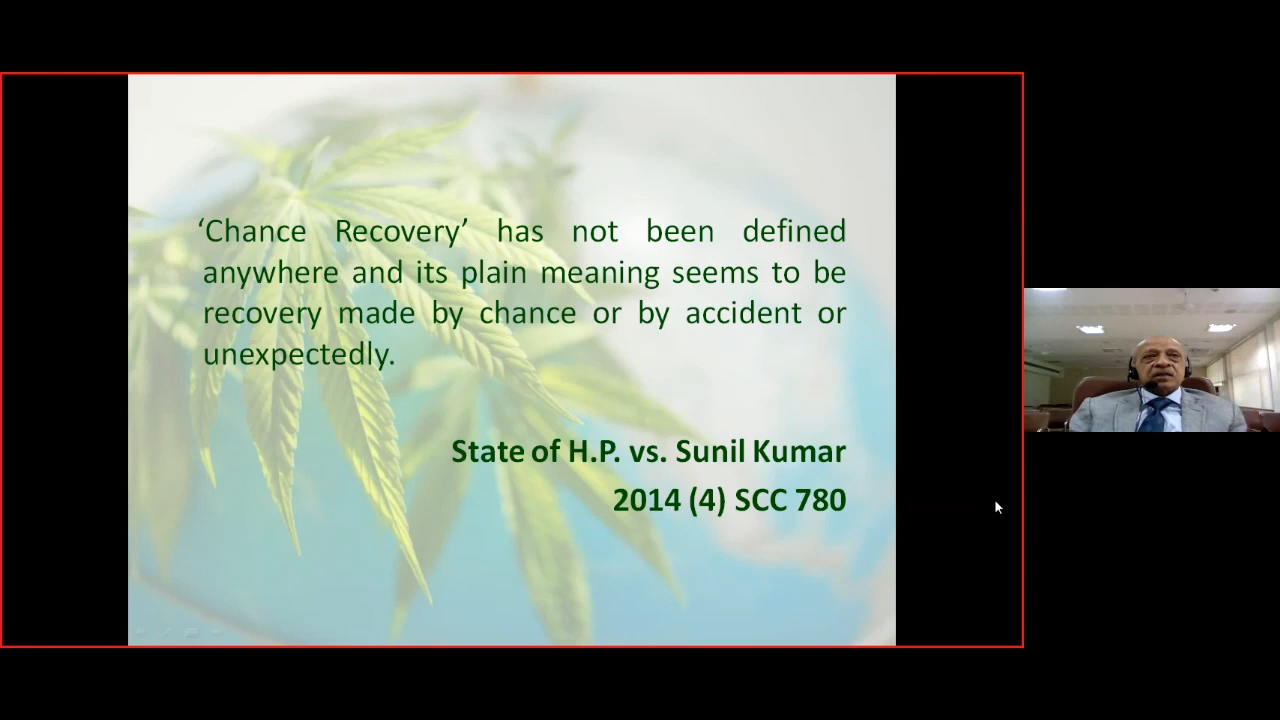 ‘Chance Recovery’ has not been defined
anywhere and its plain meaning seems to be
recovery made by chance or by accident or
unexpectedly.
State of H.P. vs. Sunil Kumar
2014 (4) SCC 780